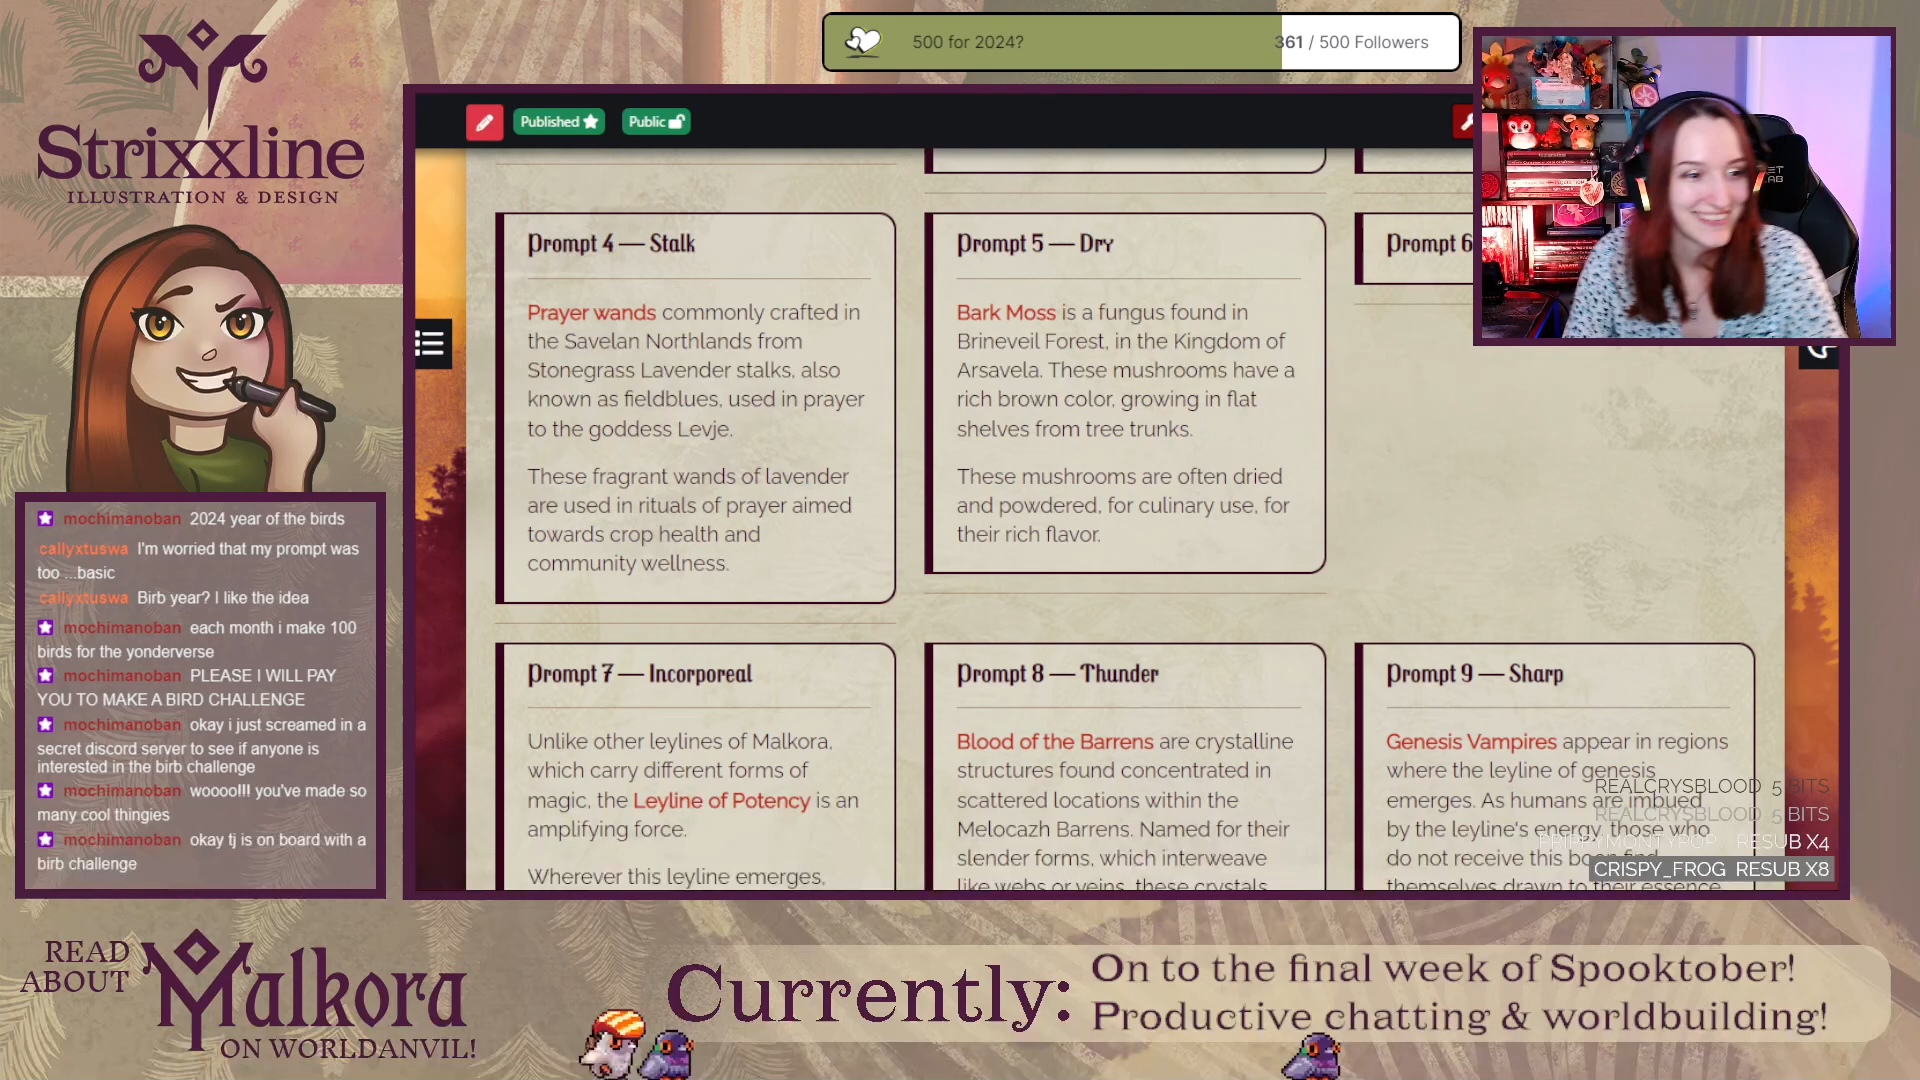 Strixxline
ILLUSTRATION & DESIGN
500 for 2024?
361 / 500 Followers
Published
Public
Prompt 4 — Stalk
Prayer wands commonly crafted in
the Savelan Northlands from
Stonegrass Lavender stalks, also
known as fieldblues, used in prayer
to the goddess Levje.
These fragrant wands of lavender
are used in rituals of prayer aimed
towards crop health and
community wellness.
Prompt 5 — Dry
Bark Moss is a fungus found in
Brineveil Forest, in the Kingdom of
Arsavela. These mushrooms have a
rich brown color, growing in flat
shelves from tree trunks.
These mushrooms are often dried
and powdered, for culinary use, for
their rich flavor.
Prompt 6
Prompt 7 — Incorporeal
Unlike other leylines of Malkora,
which carry different forms of
magic, the Leyline of Potency is an
amplifying force.
Wherever this leyline emerges,
Prompt 8 — Thunder
Blood of the Barrens are crystalline
structures found concentrated in
scattered locations within the
Melocazh Barrens. Named for their
slender forms, which interweave
like webs or veins, these crystals
Prompt 9 — Sharp
Genesis Vampires appear in regions
where the leyline of genesis
emerges. As humans are imbued
by the leyline's energy, those who
do not receive this
themselves drawn to their essence
REALCRYSBLOOD 5 BITS
REALCRYSBLOOD 5 BITS
RESUB X4
CRISPY_FROG RESUB X8
mochimanoban 2024 year of the birds
callyxtuswa I'm worried that my prompt was
too ...basic
callyxtuswa Birb year? I like the idea
mochimanoban each month i make 100
birds for the yonderverse
mochimanoban PLEASE I WILL PAY
YOU TO MAKE A BIRD CHALLENGE
mochimanoban okay i just screamed in a
secret discord server to see if anyone is
interested in the birb challenge
mochimanoban woooo!!! you've made so
many cool thingies
mochimanoban okay tj is on board with a
birb challenge
READ
ABOUT
Malkora
ON WORLDANVIL!
Currently:
On to the final week of Spooktober!
Productive chatting & worldbuilding!